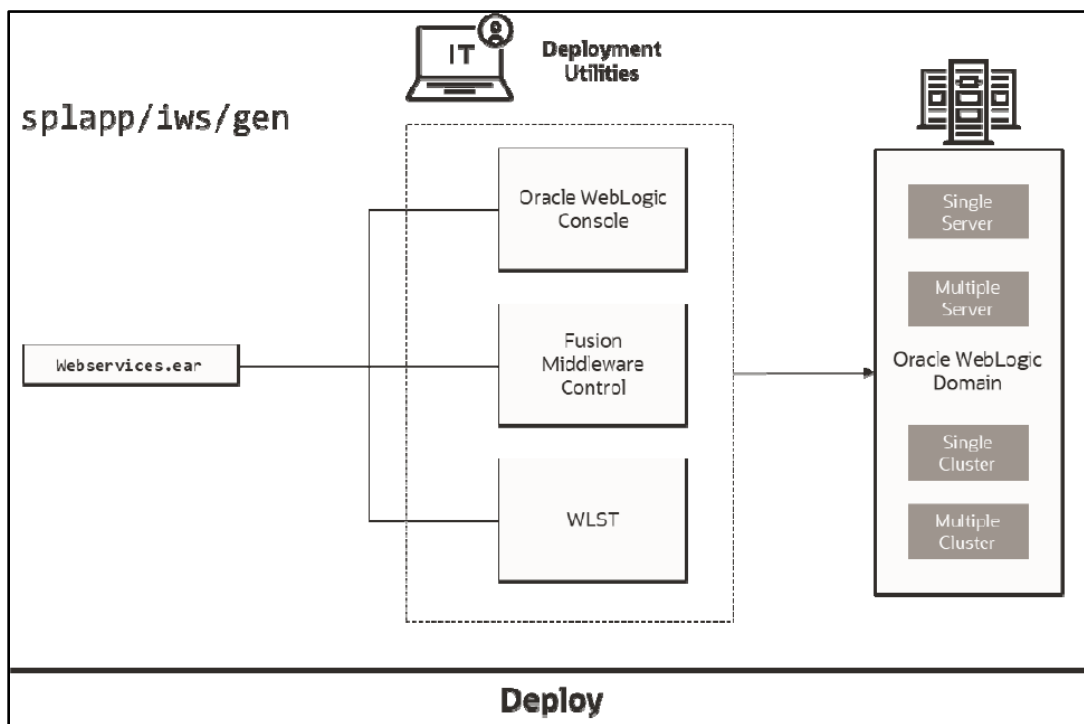 IT
Deployment
Utilities
splapp/iws/gen
Oracle WebLogic
Console
Single
Server
Multiple
Server
Fusion
Middleware
Control
Webservices.ear
Oracle WebLogic
Domain
Single
Cluster
WLST
Multiple
Cluster
Deploy